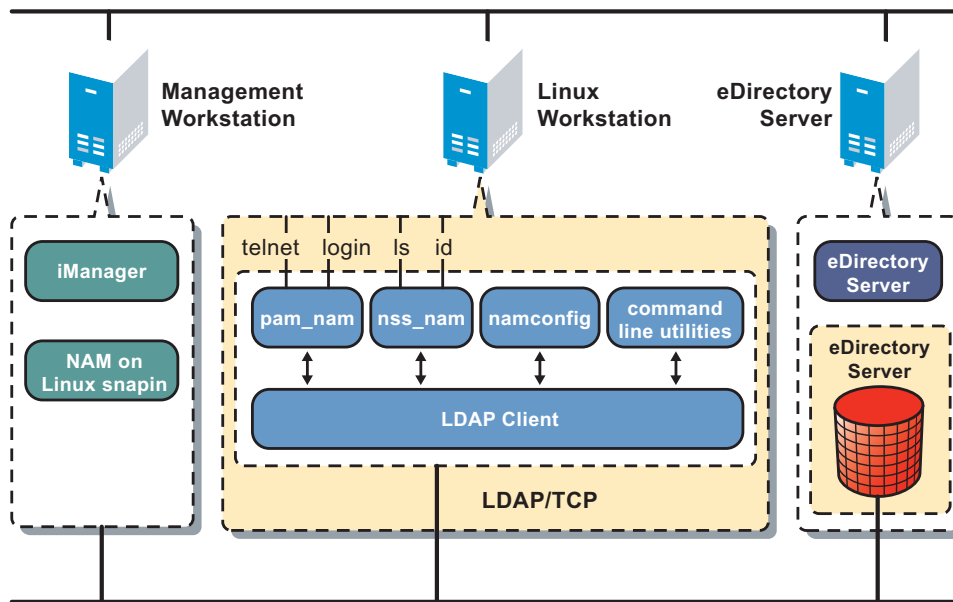 Management
Workstation
Linux
Workstation
eDirectory
Server
telnet login ls id
iManager
NAM on
Linux snapin
pam_nam
nss_nam
namconfig
command
line utilities
LDAP Client
LDAP/TCP
eDirectory
Server
eDirectory
Server